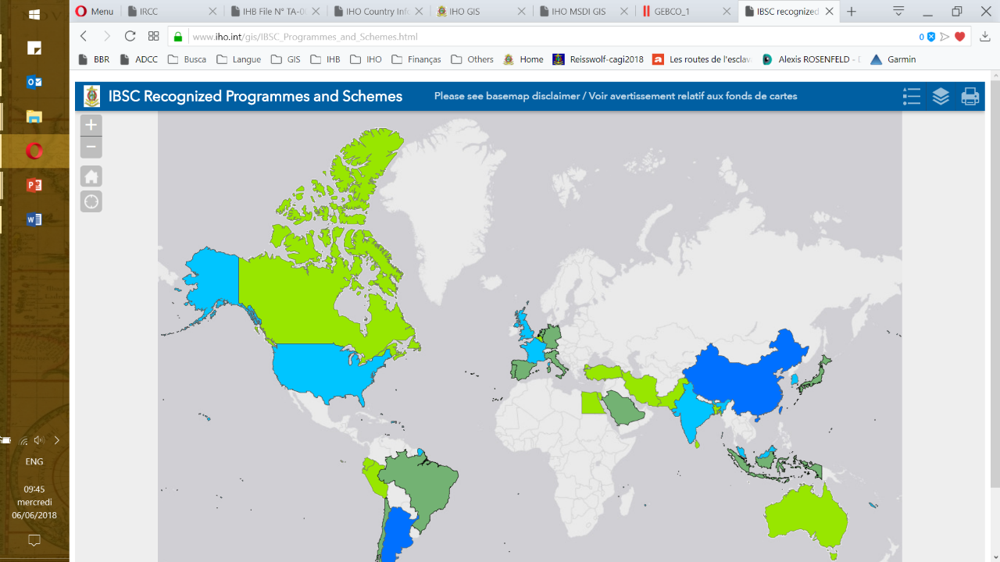 Menu
IRCC
IHB File N° TA-0
IHO Country Info
IHO GIS
IHO MSDI GIS
GEBCO_1
IBSC recognized
www.iho.int/gis/IBSC_Programmes_and_Schemes.html
0
BBR
ADCC
Busca
Langue
GIS
IHB
IHO
Finanças
Others
Home
Reisswolf-cagi2018
Les routes de l'esclav
Alexis ROSENFELD -
Garmin
IBSC Recognized Programmes and Schemes
Please see basemap disclaimer / Voir avertissement relatif aux fonds de cartes
ENG
09:45
mercredi
06/06/2018